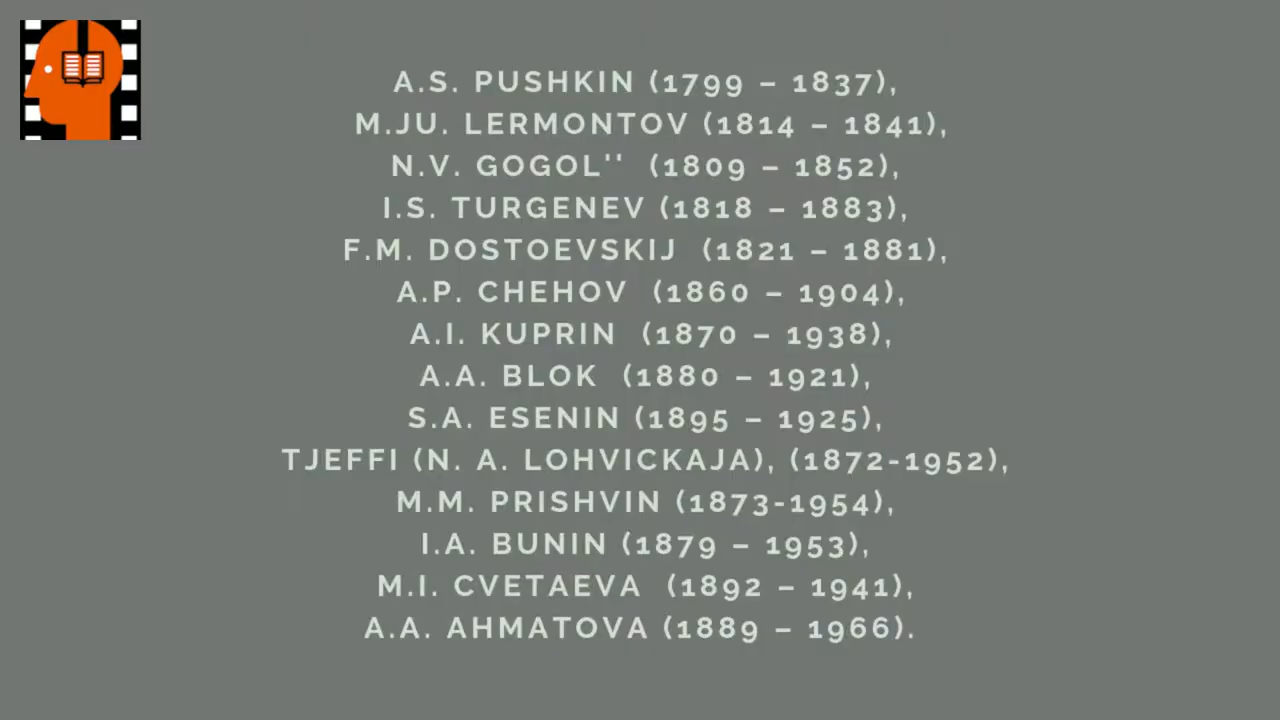 A.S. PUSHKIN (1799 – 1837),
M.JU. LERMONTOV (1814 – 1841),
N.V. GOGOL'' (1809 – 1852),
I.S. TURGENEV (1818 – 1883),
F.M. DOSTOEVSKIJ (1821 – 1881),
A.P. CHEHOV (1860 – 1904),
A.I. KUPRIN (1870 – 1938),
A.A. BLOK (1880 – 1921),
S.A. ESENIN (1895 – 1925),
TJEFFI (N. A. LOHVICKAJA), (1872-1952),
M.M. PRISHVIN (1873-1954),
I.A. BUNIN (1879 – 1953),
M.I. CVETAEVA (1892 – 1941),
A.A. AHMATOVA (1889 – 1966).